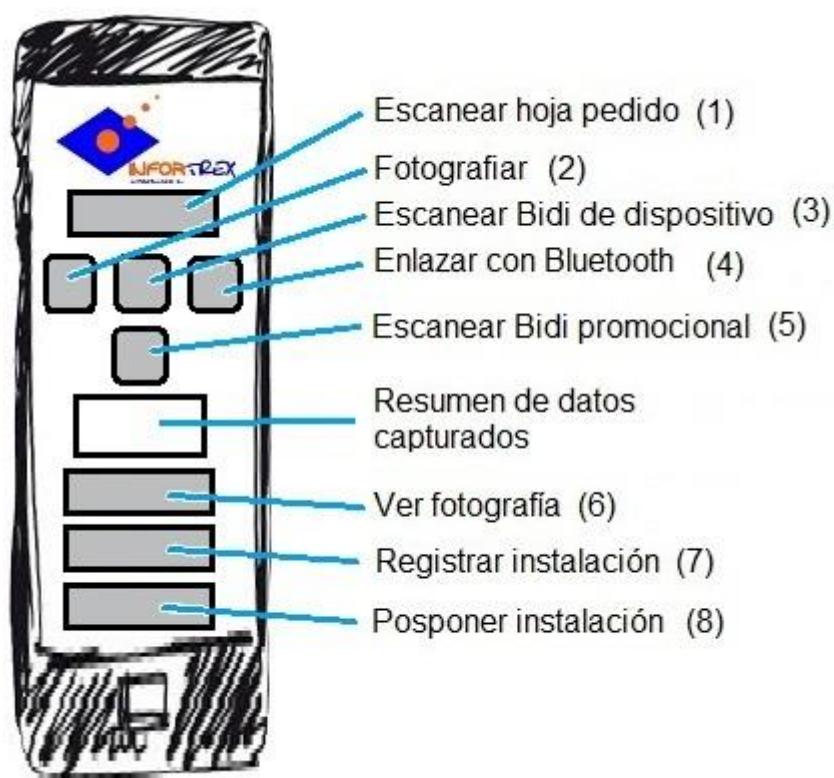 INFORTREX
Escanear hoja pedido (1)
Fotografiar (2)
Escanear Bidi de dispositivo (3)
Enlazar con Bluetooth (4)
Escanear Bidi promocional (5)
Resumen de datos
capturados
Ver fotografía (6)
Registrar instalación (7)
Posponer instalación (8)